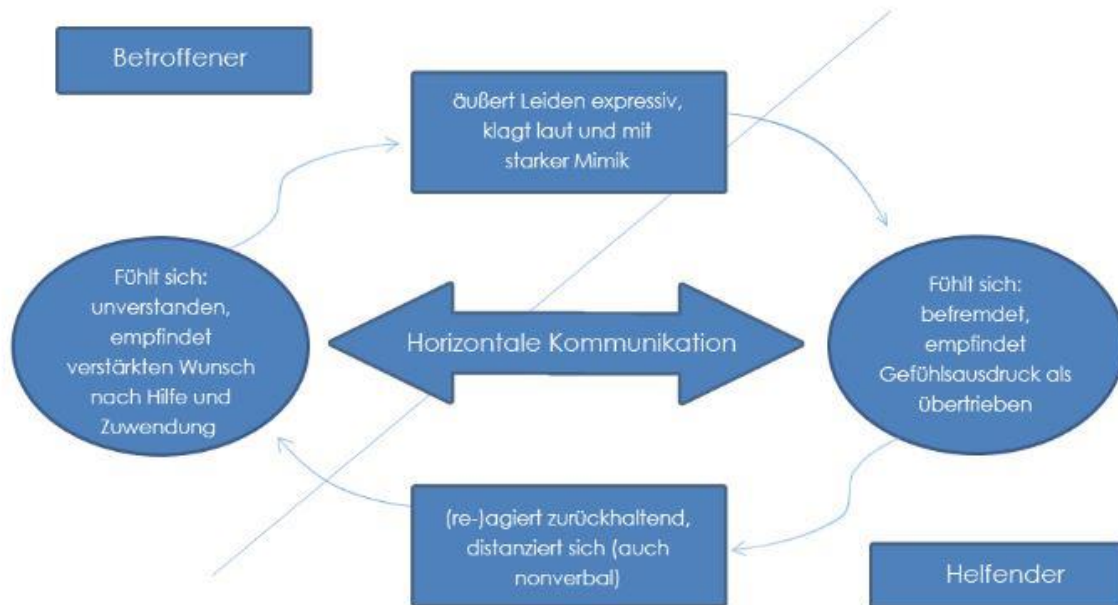 Betroffener
äußert Leiden expressiv,
klagt laut und mit
starker Mimik
Fühlt sich:
unverstanden,
empfindet
verstärkten Wunsch
nach Hilfe und
Zuwendung
Horizontale Kommunikation
Fühlt sich:
befremdet,
empfindet
Gefühlsausdruck als
übertrieben
(re-)agiert zurückhaltend,
distanziert sich (auch
nonverbal)
Helfender